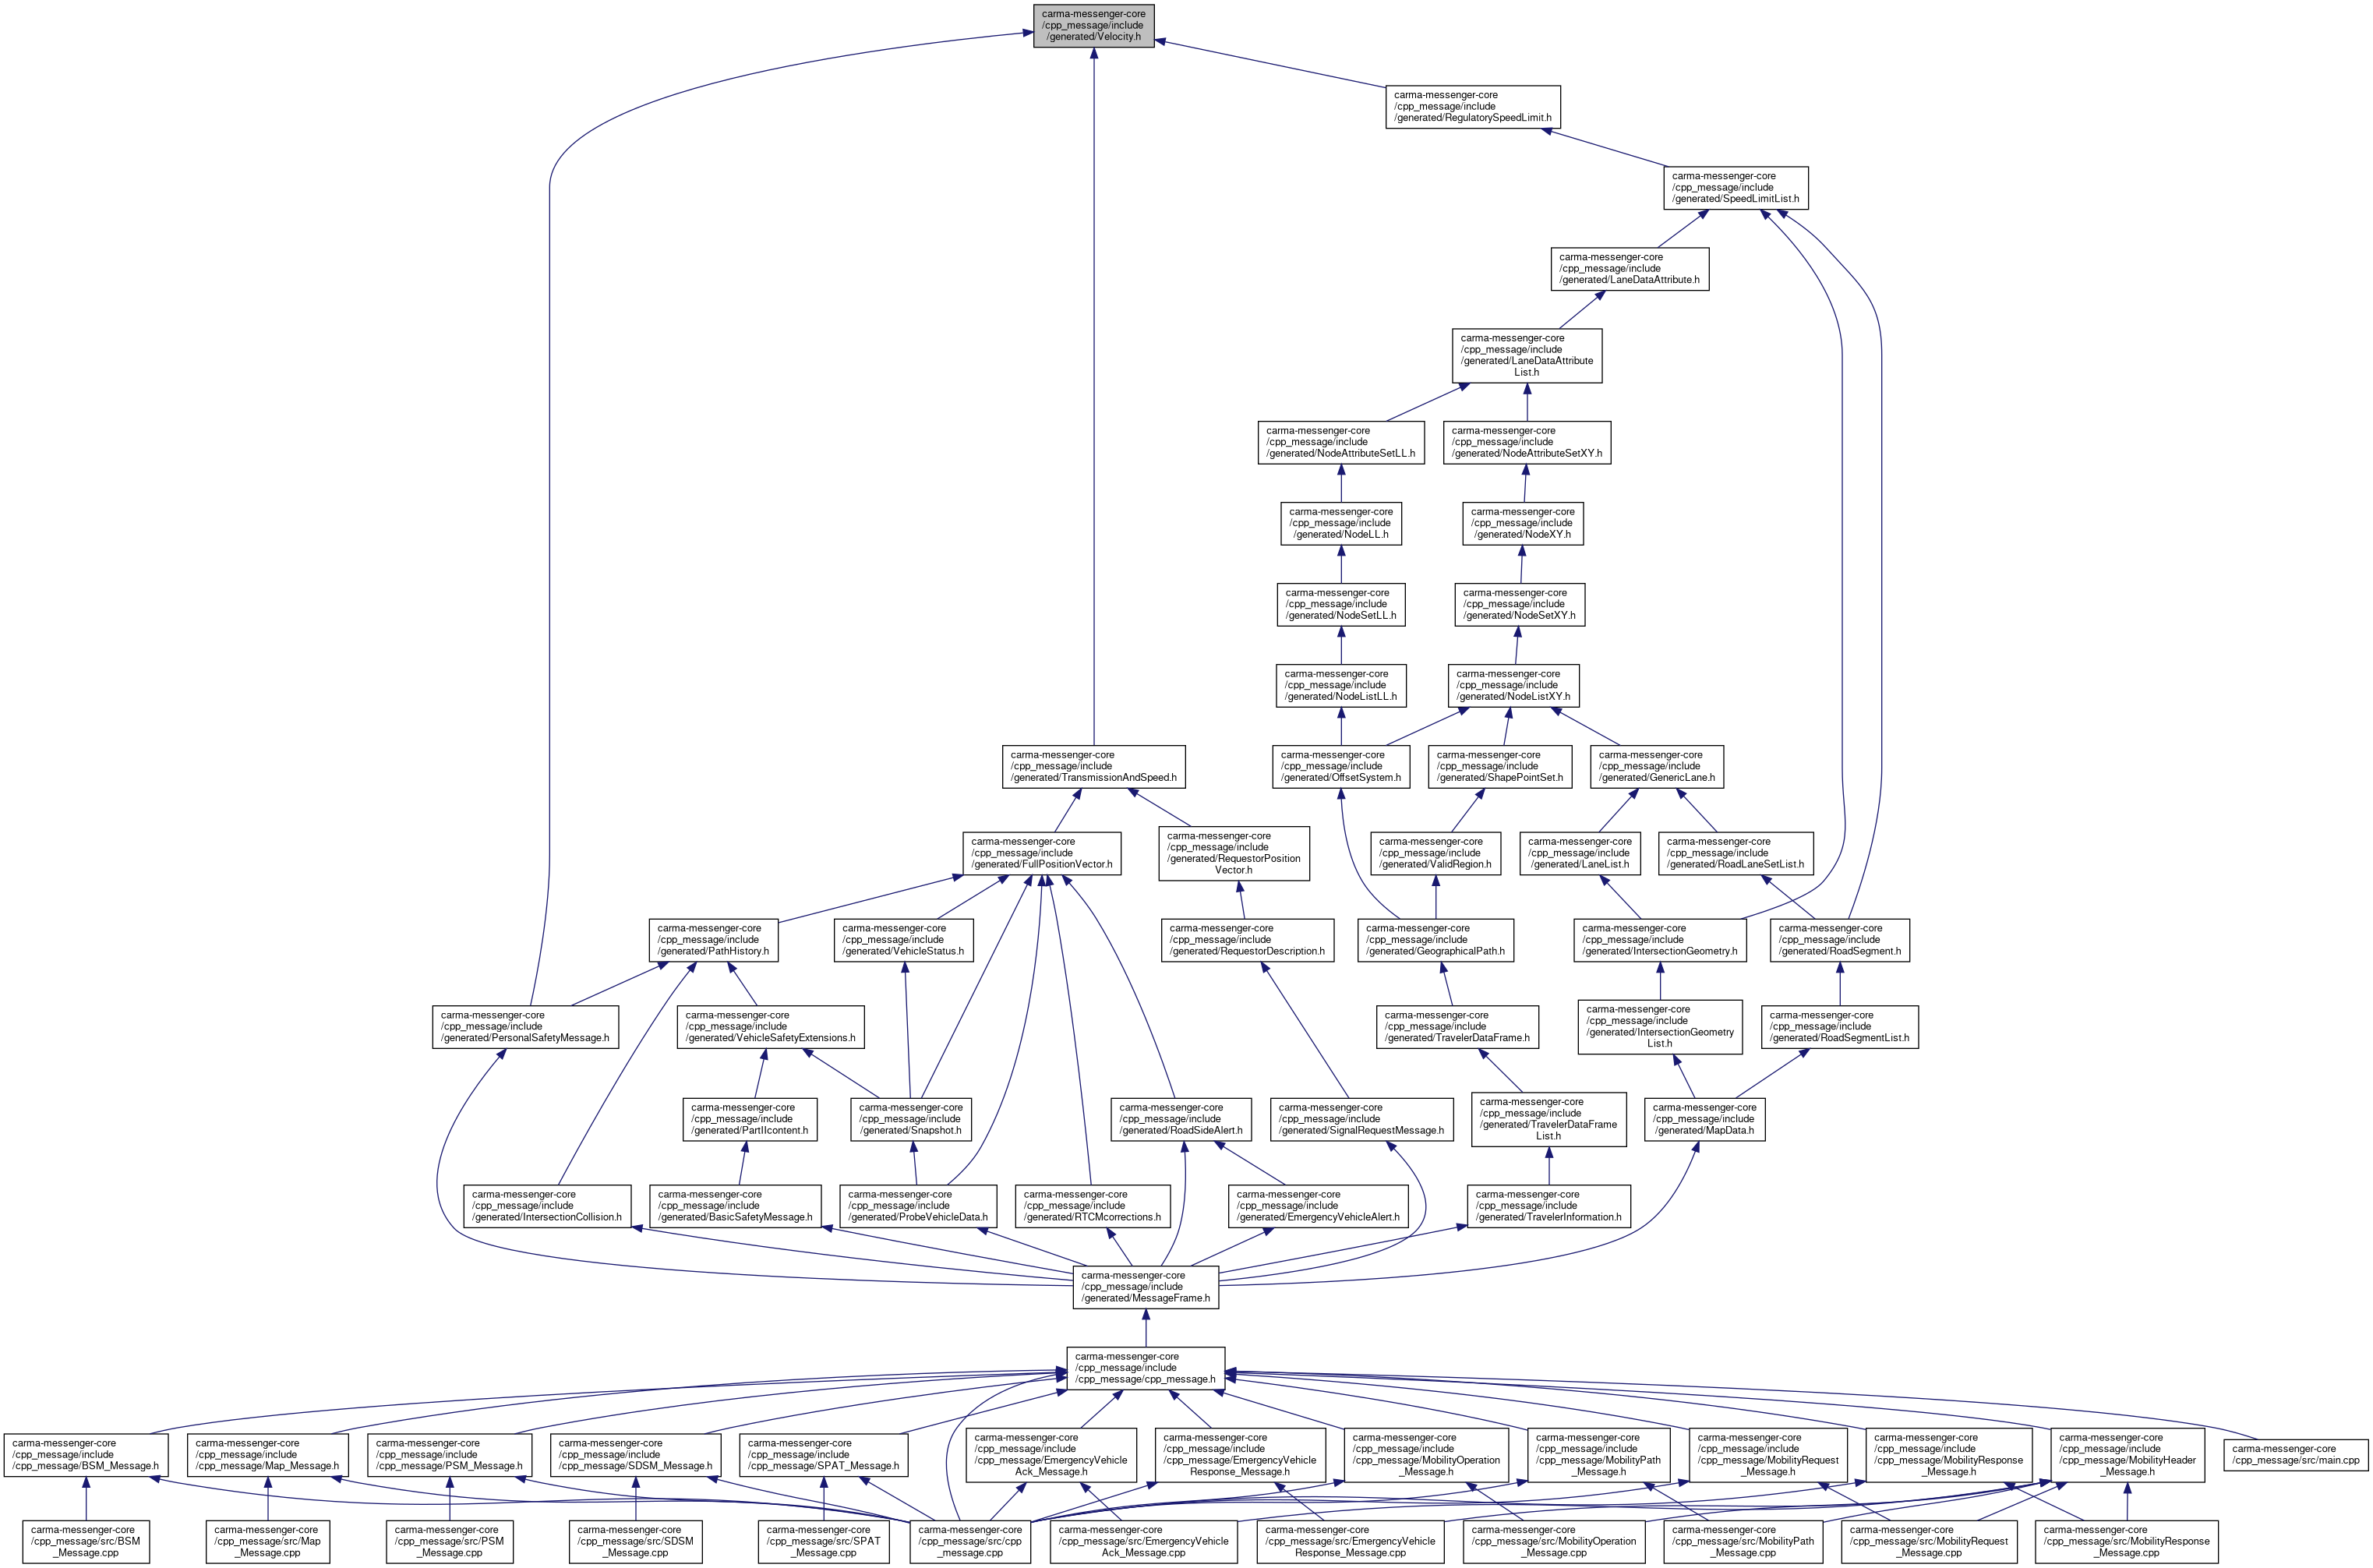 carma-messenger-core
/cpp_message/include
/generated/Velocity.h
carma-messenger-core
/cpp_message/include
/generated/RegulatorySpeedLimit.h
carma-messenger-core
/cpp_message/include
/generated/SpeedLimitList.h
carma-messenger-core
/cpp_message/include
/generated/LaneDataAttribute.h
carma-messenger-core
/cpp_message/include
/generated/LaneDataAttribute
List.h
carma-messenger-core
/cpp_message/include
/generated/NodeAttributeSetLL.h
carma-messenger-core
/cpp_message/include
/generated/NodeAttributeSetXY.h
carma-messenger-core
/cpp_message/include
/generated/NodeLL.h
carma-messenger-core
/cpp_message/include
/generated/NodeXY.h
carma-messenger-core
/cpp_message/include
/generated/NodeSetLL.h
carma-messenger-core
/cpp_message/include
/generated/NodeSetXY.h
carma-messenger-core
/cpp_message/include
/generated/NodeListLL.h
carma-messenger-core
/cpp_message/include
/generated/NodeListXY.h
carma-messenger-core
/cpp_message/include
/generated/TransmissionAndSpeed.h
carma-messenger-core
/cpp_message/include
/generated/OffsetSystem.h
carma-messenger-core
/cpp_message/include
/generated/ShapePointSet.h
carma-messenger-core
/cpp_message/include
/generated/GenericLane.h
carma-messenger-core
/cpp_message/include
/generated/FullPositionVector.h
carma-messenger-core
/cpp_message/include
/generated/RequestorPosition
Vector.h
carma-messenger-core
/cpp_message/include
/generated/ValidRegion.h
carma-messenger-core
/cpp_message/include
/generated/LaneList.h
carma-messenger-core
/cpp_message/include
/generated/RoadLaneSetList.h
carma-messenger-core
/cpp_message/include
/generated/PathHistory.h
carma-messenger-core
/cpp_message/include
/generated/VehicleStatus.h
carma-messenger-core
/cpp_message/include
/generated/RequestorDescription.h
carma-messenger-core
/cpp_message/include
/generated/GeographicalPath.h
carma-messenger-core
/cpp_message/include
/generated/IntersectionGeometry.h
carma-messenger-core
/cpp_message/include
/generated/RoadSegment.h
carma-messenger-core
/cpp_message/include
/generated/PersonalSafetyMessage.h
carma-messenger-core
/cpp_message/include
/generated/VehicleSafetyExtensions.h
carma-messenger-core
/cpp_message/include
/generated/TravelerDataFrame.h
carma-messenger-core
/cpp_message/include
/generated/IntersectionGeometry
List.h
carma-messenger-core
/cpp_message/include
/generated/RoadSegmentList.h
carma-messenger-core
/cpp_message/include
/generated/PartIIcontent.h
carma-messenger-core
/cpp_message/include
/generated/Snapshot.h
carma-messenger-core
/cpp_message/include
/generated/RoadSideAlert.h
carma-messenger-core
/cpp_message/include
/generated/SignalRequestMessage.h
carma-messenger-core
/cpp_message/include
/generated/TravelerDataFrame
List.h
carma-messenger-core
/cpp_message/include
/generated/MapData.h
carma-messenger-core
/cpp_message/include
/generated/IntersectionCollision.h
carma-messenger-core
/cpp_message/include
/generated/BasicSafetyMessage.h
carma-messenger-core
/cpp_message/include
/generated/ProbeVehicleData.h
carma-messenger-core
/cpp_message/include
/generated/RTCMcorrections.h
carma-messenger-core
/cpp_message/include
/generated/EmergencyVehicleAlert.h
carma-messenger-core
/cpp_message/include
/generated/TravelerInformation.h
carma-messenger-core
/cpp_message/include
/generated/MessageFrame.h
carma-messenger-core
/cpp_message/include
/cpp_message/cpp_message.h
carma-messenger-core
/cpp_message/include
/cpp_message/BSM_Message.h
carma-messenger-core
/cpp_message/include
/cpp_message/Map_Message.h
carma-messenger-core
/cpp_message/include
/cpp_message/PSM_Message.h
carma-messenger-core
/cpp_message/include
/cpp_message/SDSM_Message.h
carma-messenger-core
/cpp_message/include
/cpp_message/SPAT_Message.h
carma-messenger-core
/cpp_message/include
/cpp_message/EmergencyVehicle
Ack_Message.h
carma-messenger-core
/cpp_message/include
/cpp_message/EmergencyVehicle
Response_Message.h
carma-messenger-core
/cpp_message/include
/cpp_message/MobilityOperation
_Message.h
carma-messenger-core
/cpp_message/include
/cpp_message/MobilityPath
_Message.h
carma-messenger-core
/cpp_message/include
/cpp_message/MobilityRequest
_Message.h
carma-messenger-core
/cpp_message/include
/cpp_message/MobilityResponse
_Message.h
carma-messenger-core
/cpp_message/include
/cpp_message/MobilityHeader
_Message.h
carma-messenger-core
/cpp_message/src/main.cpp
carma-messenger-core
/cpp_message/src/BSM
_Message.cpp
carma-messenger-core
/cpp_message/src/Map
_Message.cpp
carma-messenger-core
/cpp_message/src/PSM
_Message.cpp
carma-messenger-core
/cpp_message/src/SDSM
_Message.cpp
carma-messenger-core
/cpp_message/src/SPAT
_Message.cpp
carma-messenger-core
/cpp_message/src/cpp
_message.cpp
carma-messenger-core
/cpp_message/src/EmergencyVehicle
Ack_Message.cpp
carma-messenger-core
/cpp_message/src/EmergencyVehicle
Response_Message.cpp
carma-messenger-core
/cpp_message/src/MobilityOperation
_Message.cpp
carma-messenger-core
/cpp_message/src/MobilityPath
_Message.cpp
carma-messenger-core
/cpp_message/src/MobilityRequest
_Message.cpp
carma-messenger-core
/cpp_message/src/MobilityResponse
_Message.cpp